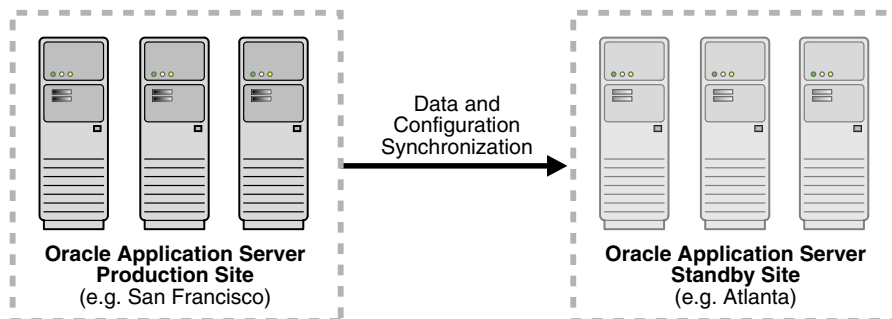 Data and
Configuration
Synchronization
Oracle Application Server
Production Site
(e.g. San Francisco)
Oracle Application Server
Standby Site
(e.g. Atlanta)